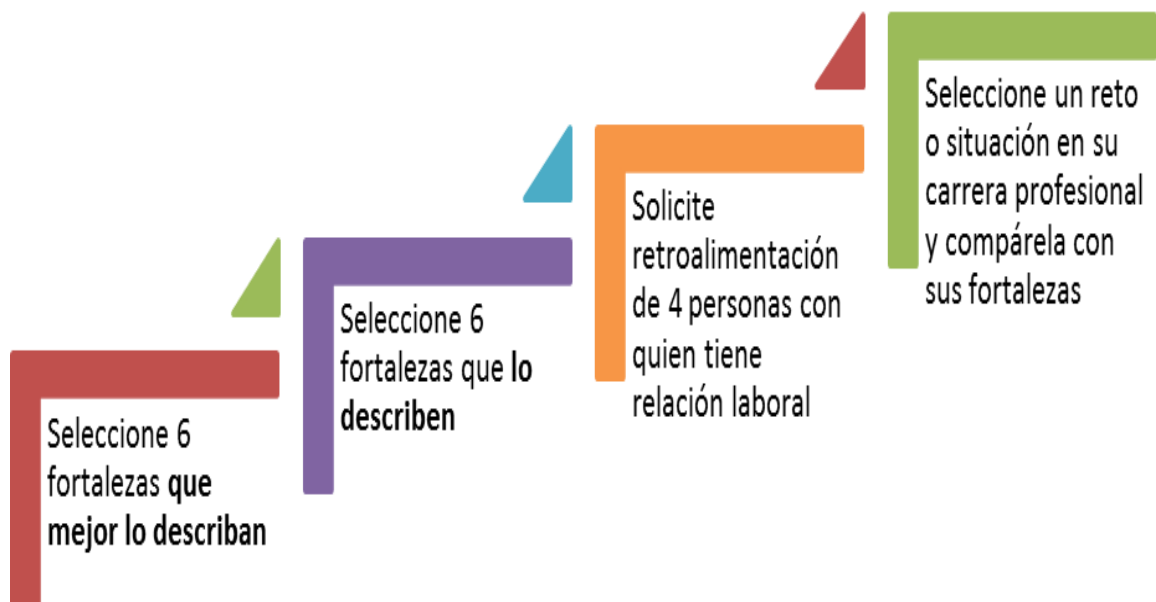 Seleccione 6
fortalezas que
mejor lo describan
Seleccione 6
fortalezas que lo
describen
Solicite
retroalimentación
de 4 personas con
quien tiene
relación laboral
Seleccione un reto
o situación en su
carrera profesional
y compárela con
sus fortalezas